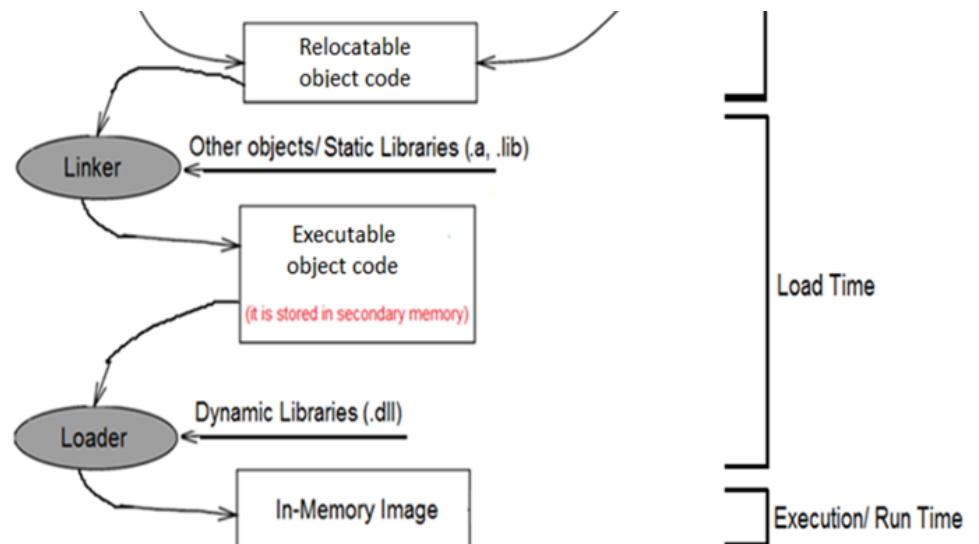 Relocatable
object code
Other objects/ Static Libraries (.a, .lib)
Linker
Executable
object code
(it is stored in secondary memory)
Load Time
Dynamic Libraries (.dll)
Loader
In-Memory Image
Execution/ Run Time